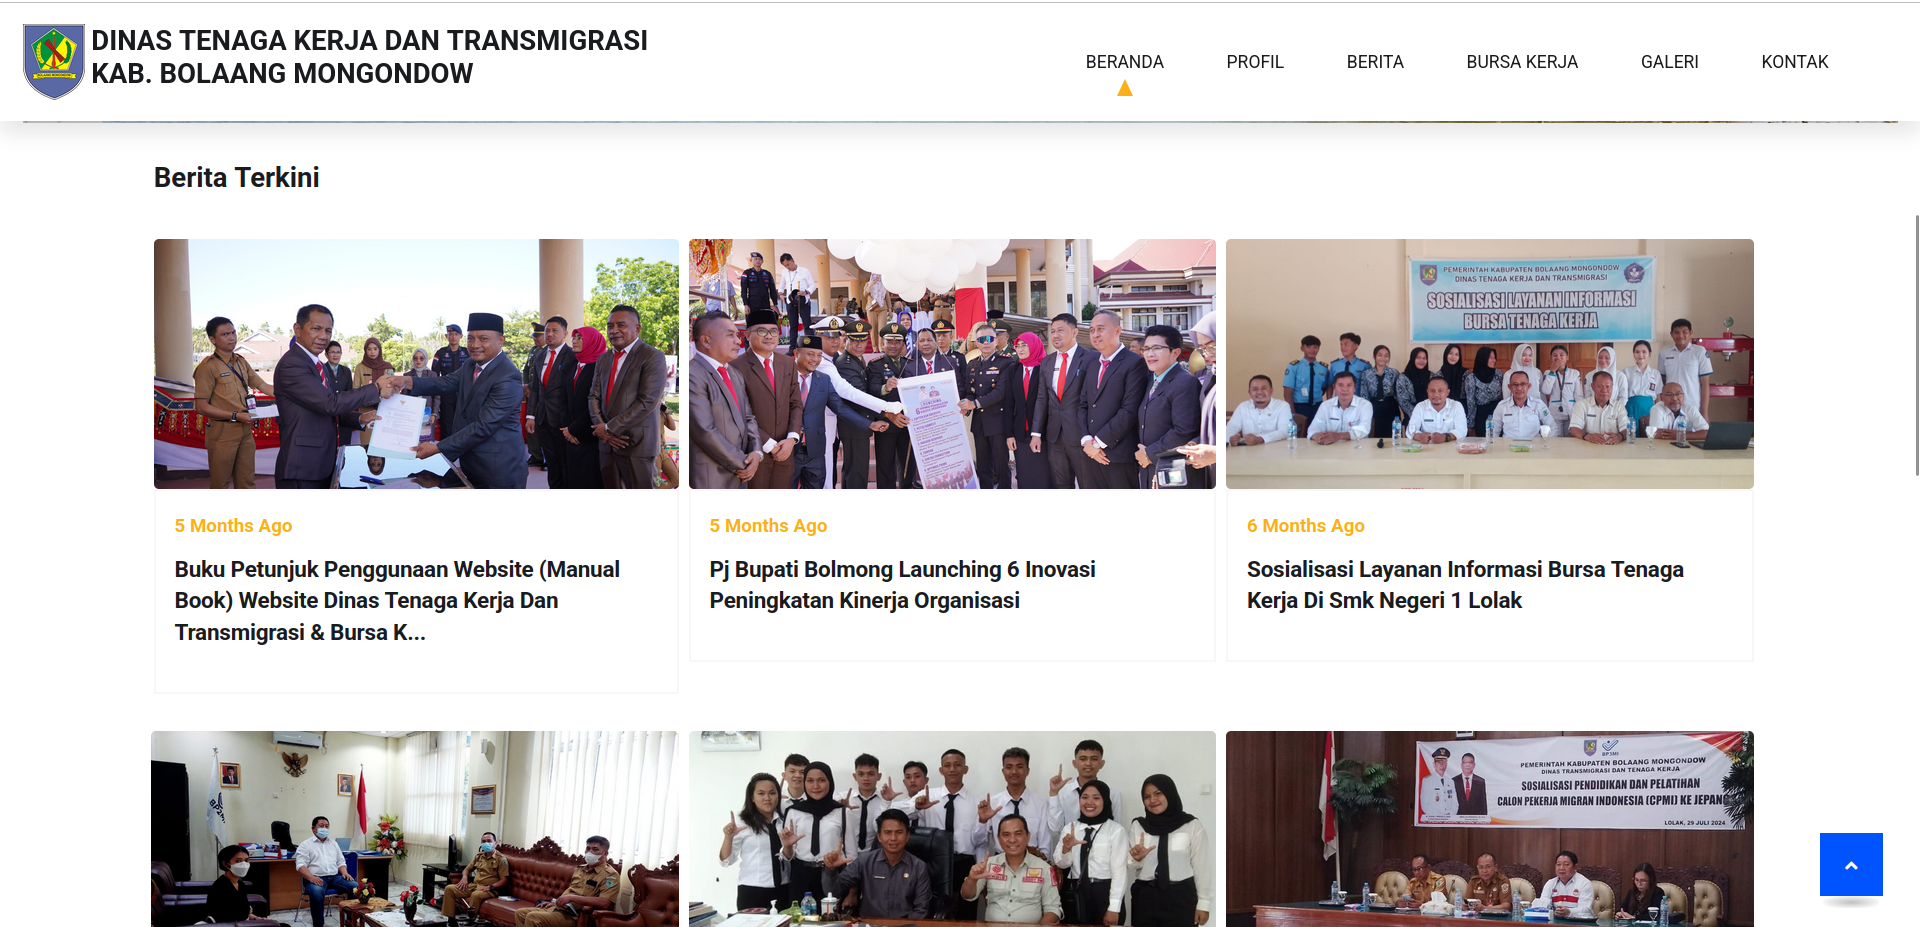 DINAS TENAGA KERJA DAN TRANSMIGRASI
KAB. BOLAANG MONGONDOW
BERANDA
PROFIL
BERITA
BURSA KERJA
GALERI
KONTAK
Berita Terkini
PEMERINTAH KABUPATEN BOLAANG MONGONDOW
DINAS TENAGA KERJA DAN TRANSMIGRASI
SOSIALISASI LAYANAN INFORMASI
BURSA TENAGA KERJA
5 Months Ago
Buku Petunjuk Penggunaan Website (Manual
Book) Website Dinas Tenaga Kerja Dan
Transmigrasi & Bursa K...
5 Months Ago
Pj Bupati Bolmong Launching 6 Inovasi
Peningkatan Kinerja Organisasi
6 Months Ago
Sosialisasi Layanan Informasi Bursa Tenaga
Kerja Di Smk Negeri 1 Lolak
BP3MI
PEMERINTAH KABUPATEN BOLAANG MONGONDOW
DINAS TRANSMIGRASI DAN TENAGA KERJA
SOSIALISASI PENDIDIKAN DAN PELATIHAN
CALON PEKERJA MIGRAN INDONESIA (CPMI) KE JEPANG
LOLAK, 29 JULI 2024